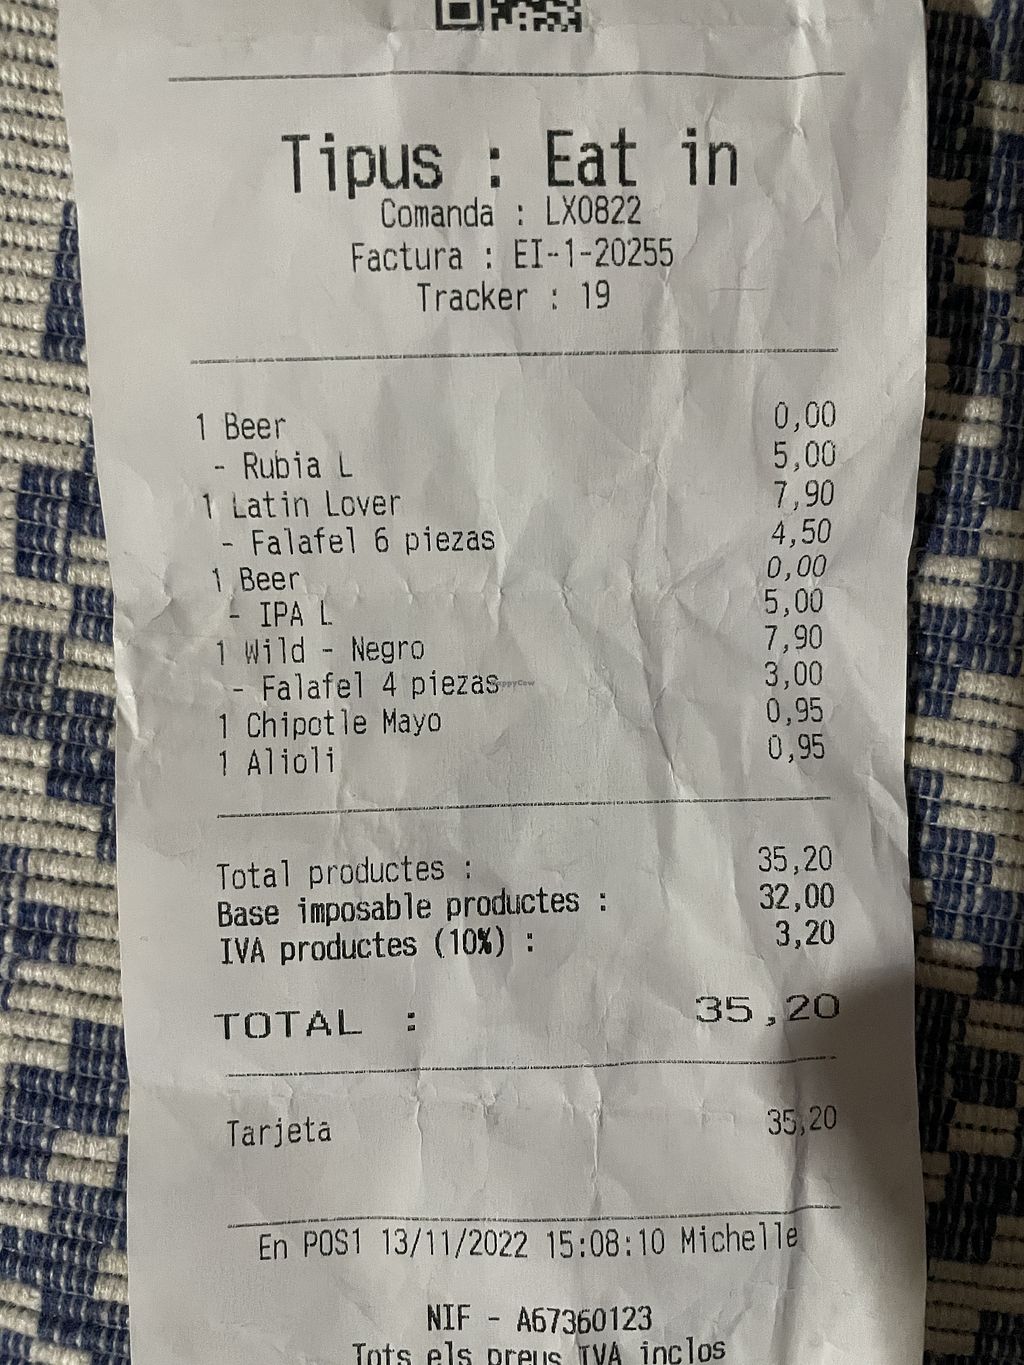 Tipus : Eat in
Comanda : LX0822
Factura : EI-1-20255
Tracker : 19
1 Beer 0,00
- Rubia L 5,00
1 Latin Lover 7,90
- Falafel 6 piezas 4,50
1 Beer 0,00
- IPA L 5,00
1 Wild - Negro 7,90
- Falafel 4 piezas 3,00
HappyCow
1 Chipotle Mayo 0,95
1 Alioli 0,95
Total productes : 35,20
Base imposable productes : 32,00
IVA productes (10%) : 3,20
TOTAL : 35,20
Tarjeta 35,20
En POS1 13/11/2022 15:08:10 Michelle
NIF - A67360123
Tots els preus IVA inclos